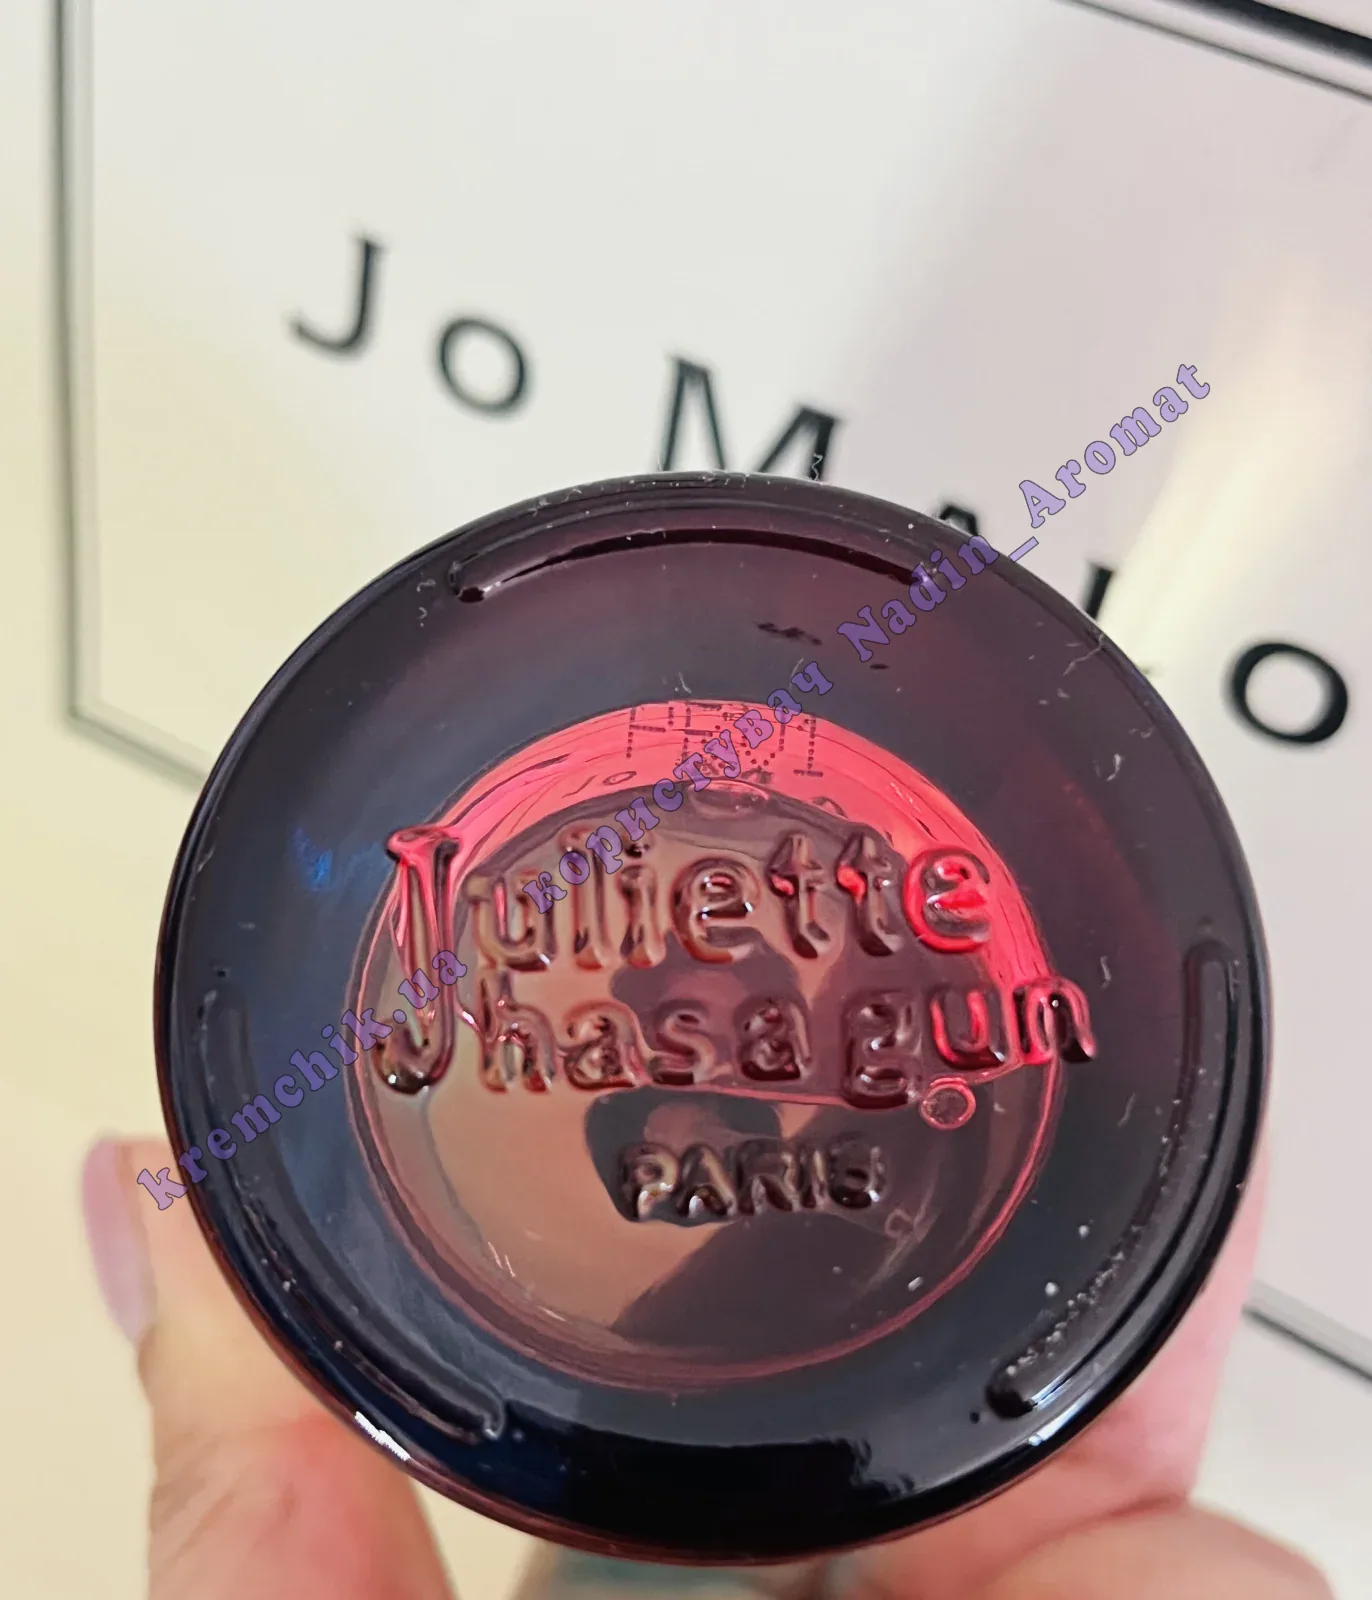 Jo MALO
Juliette
has a gun
PARIS
kremchik.ua користувач Nadin_Aromat